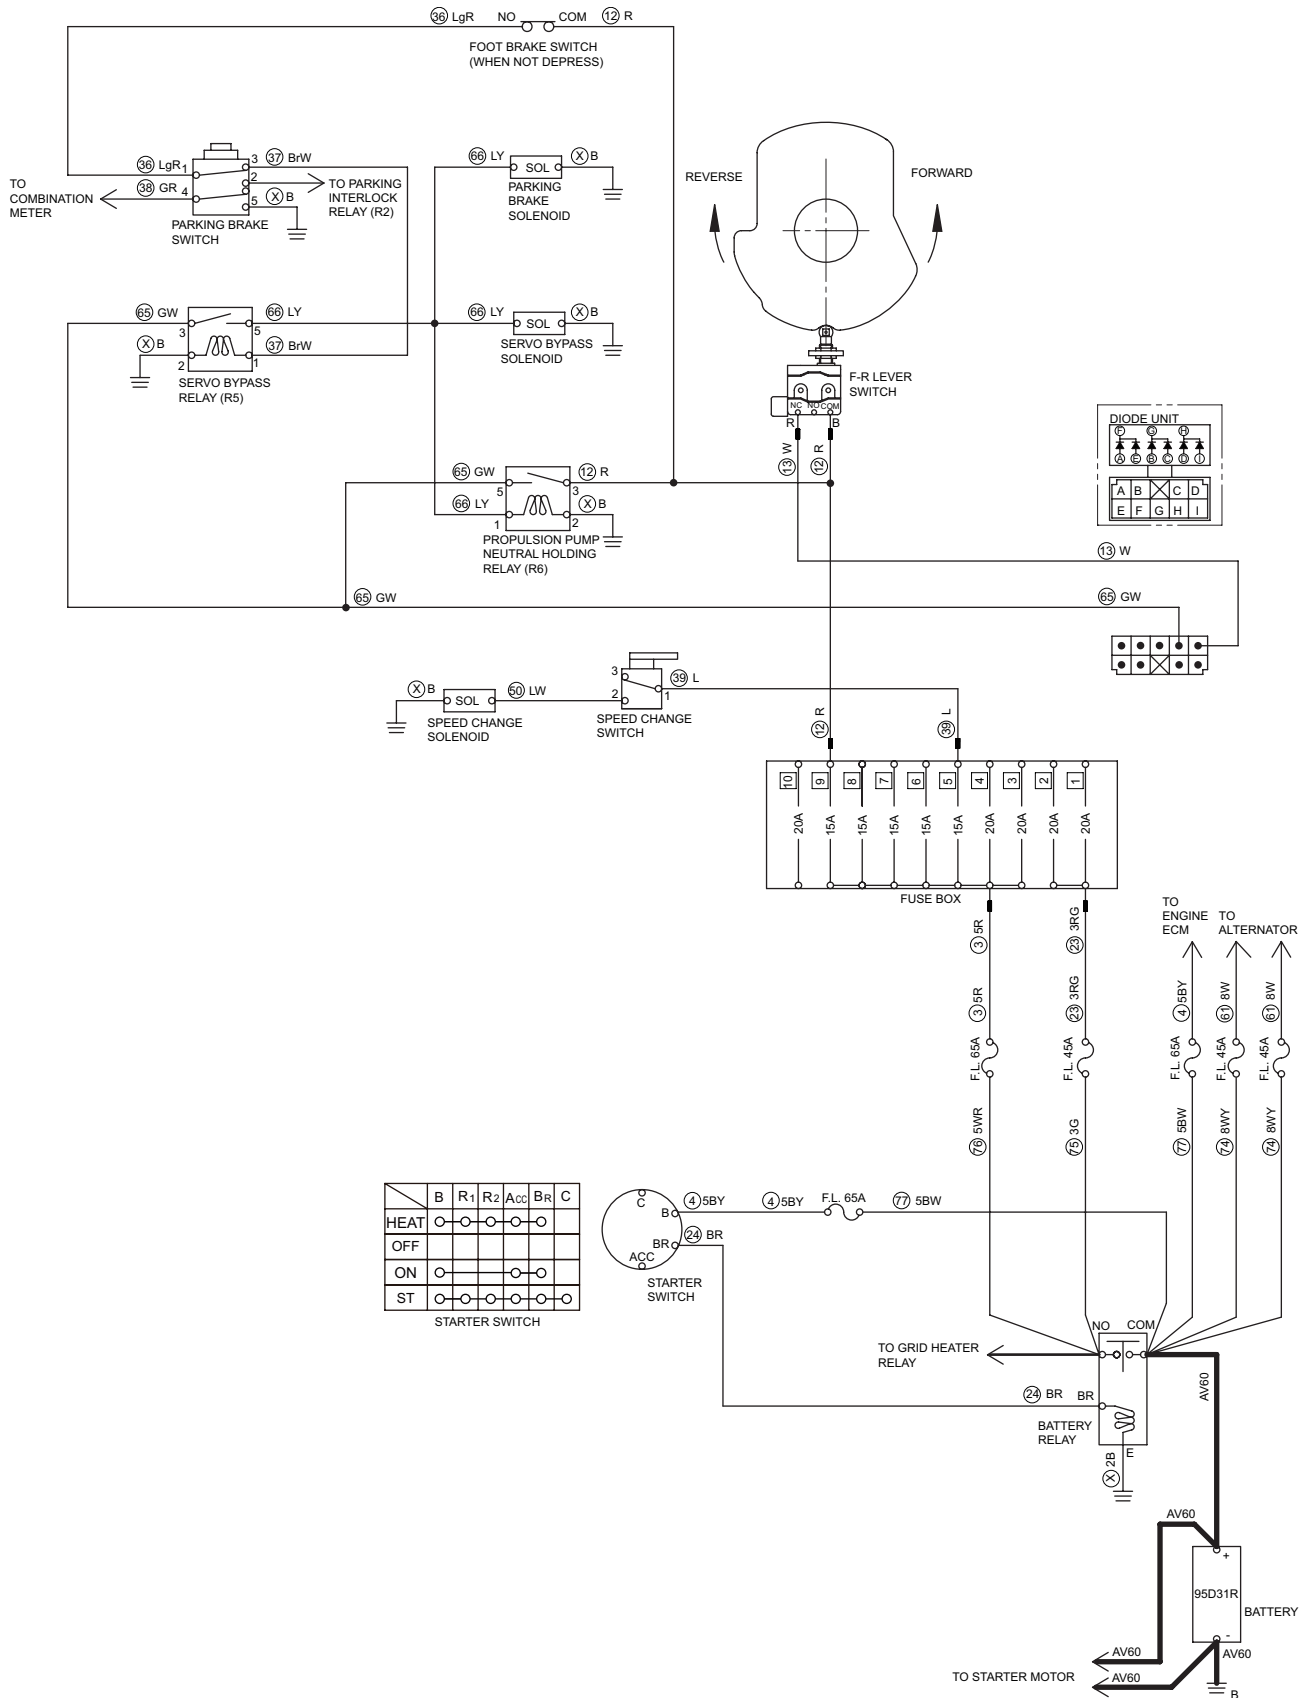 36 LgR NO COM 12 R
FOOT BRAKE SWITCH
(WHEN NOT DEPRESS)
36 LgR 1
3 37 BrW
66 LY SOL X B
PARKING
BRAKE
SOLENOID
TO
COMBINATION
METER
38 GR 4
2
TO PARKING
INTERLOCK
RELAY (R2)
5 X B
PARKING BRAKE
SWITCH
REVERSE
FORWARD
65 GW
3
66 LY
5
66 LY SOL X B
SERVO BYPASS
SOLENOID
X B
2
37 BrW
1
SERVO BYPASS
RELAY (R5)
F-R LEVER
SWITCH
NC NO COM
R B
13 W
12 R
DIODE UNIT
F G H
A E B C D I
A B C D
E F G H I
65 GW
5
12 R
3
66 LY
1
X B
2
PROPULSION PUMP
NEUTRAL HOLDING
RELAY (R6)
13 W
65 GW
65 GW
3
39 L
X B SOL 50 LW 2
1
SPEED CHANGE
SOLENOID
SPEED CHANGE
SWITCH
12 R
39 L
10 9 8 7 6 5 4 3 2 1
20A 15A 15A 15A 15A 15A 20A 20A 20A 20A
FUSE BOX
3 5R
23 3RG
TO
ENGINE
ECM
TO
ALTERNATOR
3 5R
23 3RG
4 5BY
61 8W
61 8W
F.L. 65A
F.L. 45A
F.L. 65A
F.L. 45A
F.L. 45A
76 5WR
75 3G
77 5BW
74 8WY
74 8WY
B R1 R2 ACC BR C
HEAT
OFF
ON
ST
STARTER SWITCH
C
B
BR
ACC
4 5BY
4 5BY
F.L. 65A
77 5BW
24 BR
STARTER
SWITCH
NO COM
TO GRID HEATER
RELAY
24 BR BR
BATTERY
RELAY
E
X 2B
AV60
AV60
+
95D31R
BATTERY
-
AV60
AV60
TO STARTER MOTOR
AV60
B